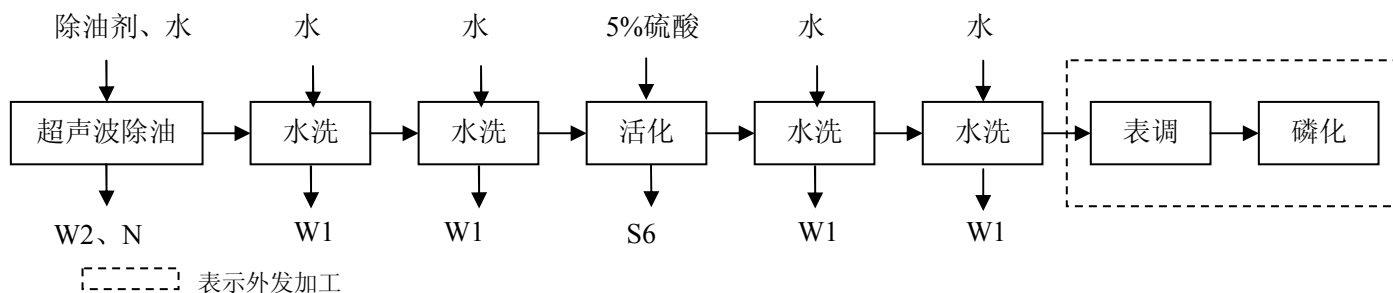 除油剂、水 水 水 5%硫酸 水 水
超声波除油 水洗 水洗 活化 水洗 水洗 表调 磷化
W2、N W1 W1 S6 W1 W1
表示外发加工